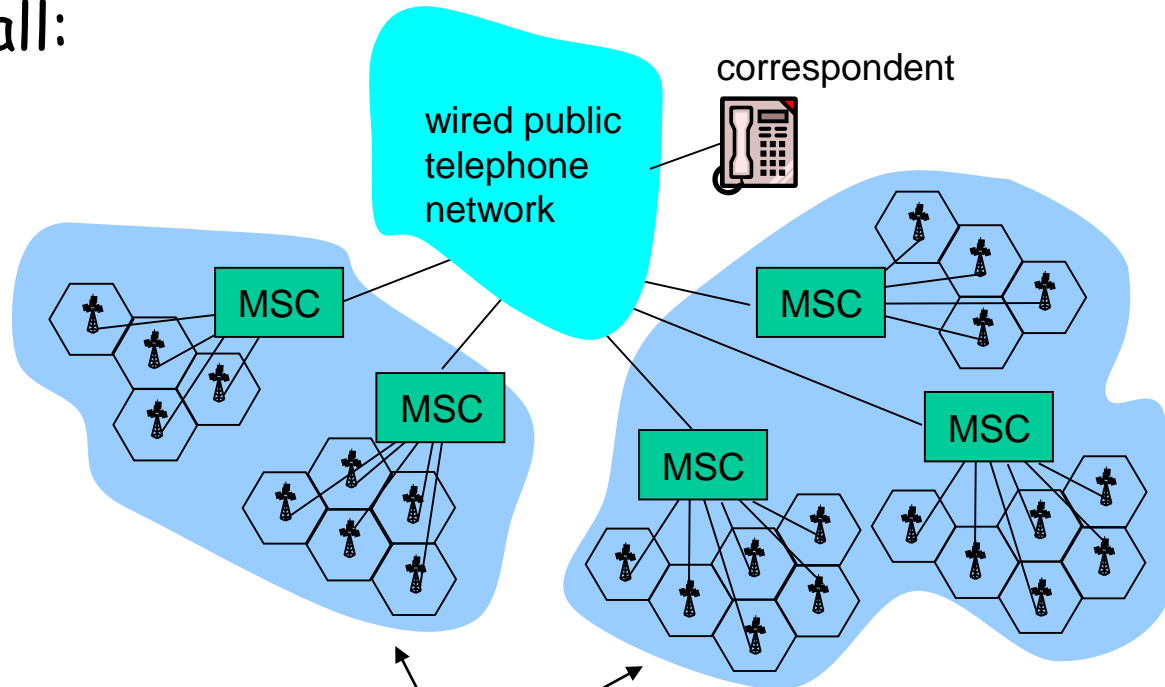 all:
correspondent
wired public
telephone
network
MSC
MSC
MSC
MSC
MSC